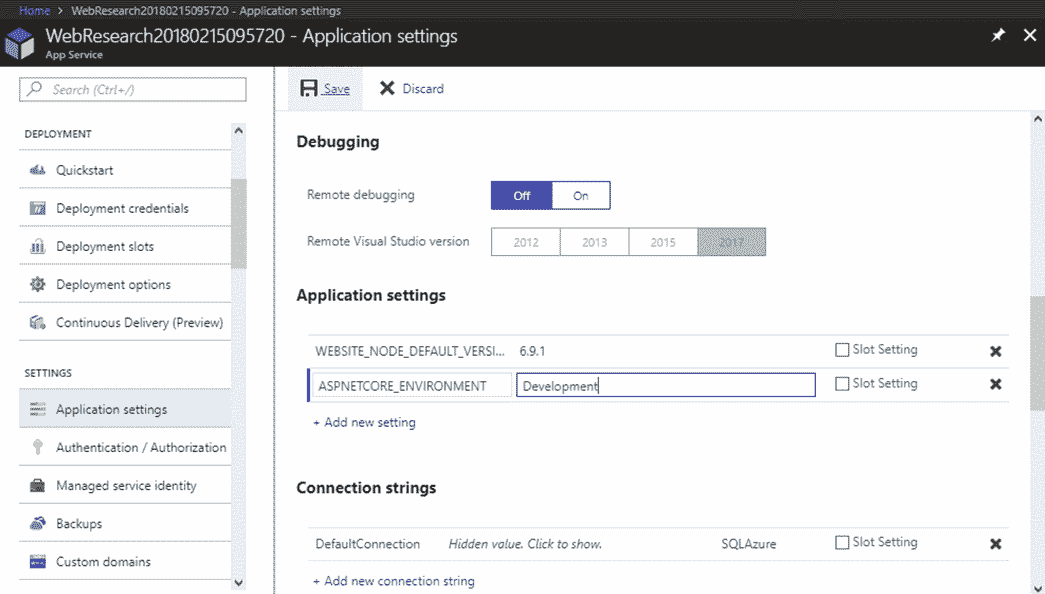 Home > WebResearch20180215095720 - Application settings
WebResearch20180215095720 - Application settings
App Service
Search (Ctrl+/)
DEPLOYMENT
Quickstart
Deployment credentials
Deployment slots
Deployment options
Continuous Delivery (Preview)
SETTINGS
Application settings
Authentication / Authorization
Managed service identity
Backups
Custom domains
Save Discard
Debugging
Remote debugging Off On
Remote Visual Studio version 2012 2013 2015 2017
Application settings
WEBSITE_NODE_DEFAULT_VERSI... 6.9.1 Slot Setting
ASPNETCORE_ENVIRONMENT Development Slot Setting
+ Add new setting
Connection strings
DefaultConnection Hidden value. Click to show. SQLAzure Slot Setting
+ Add new connection string